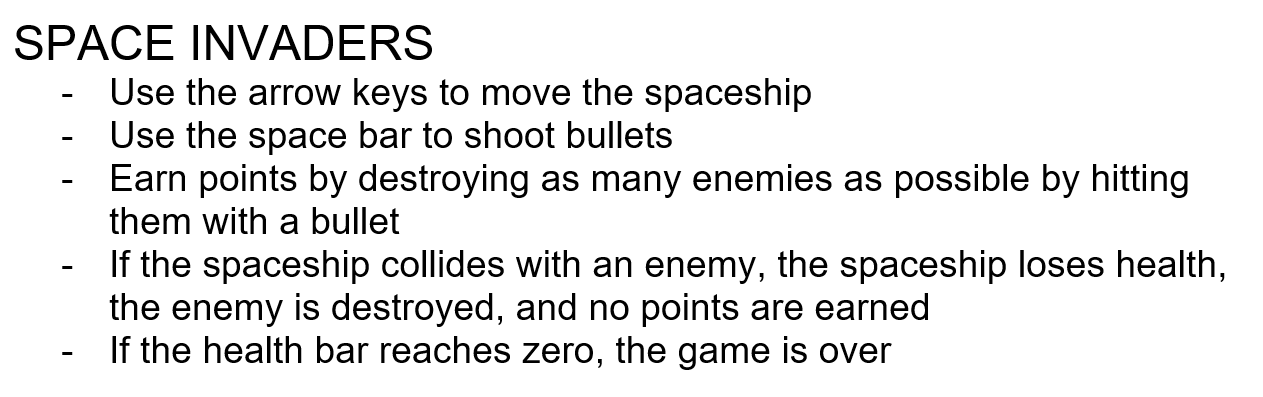 SPACE INVADERS
- Use the arrow keys to move the spaceship
- Use the space bar to shoot bullets
- Earn points by destroying as many enemies as possible by hitting
them with a bullet
- If the spaceship collides with an enemy, the spaceship loses health,
the enemy is destroyed, and no points are earned
- If the health bar reaches zero, the game is over